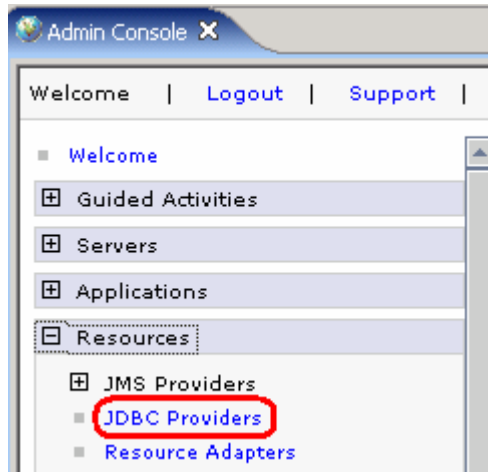 Admin Console
Welcome | Logout | Support |
Welcome
Guided Activities
Servers
Applications
Resources
JMS Providers
JDBC Providers
Resource Adapters